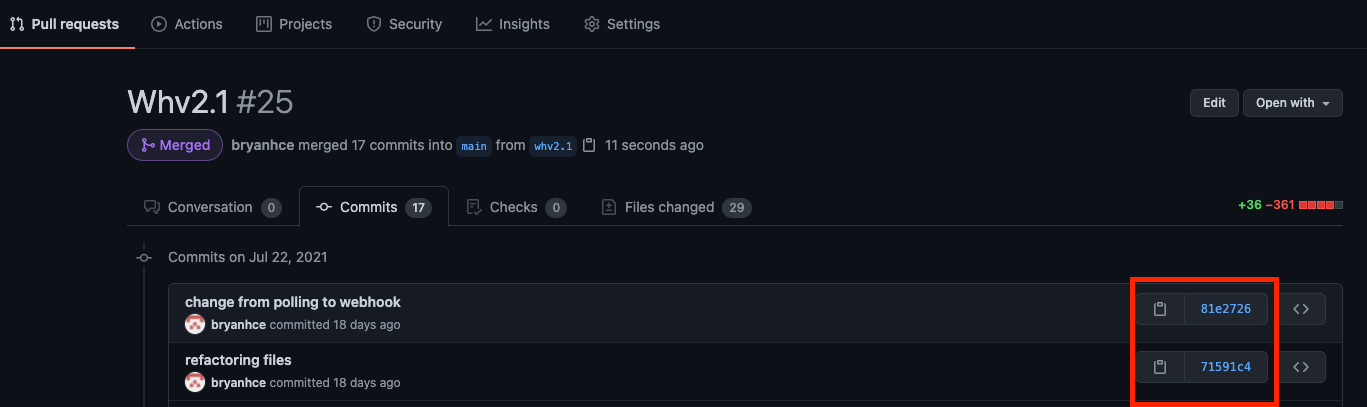 Pull requests Actions Projects Security Insights Settings
Whv2.1 #25
Edit Open with
Merged bryanhce merged 17 commits into main from whv2.1 11 seconds ago
Conversation 0 Commits 17 Checks 0 Files changed 29 +36 −361
Commits on Jul 22, 2021
change from polling to webhook
bryanhce committed 18 days ago
81e2726
refactoring files
bryanhce committed 18 days ago
71591c4